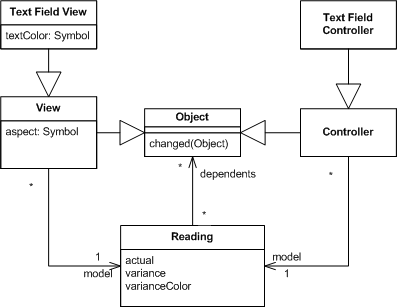 Text Field View
textColor: Symbol
Text Field
Controller
View
aspect: Symbol
Object
changed(Object)
Controller
*
*
dependents
*
*
1
model
Reading
actual
variance
varianceColor
model
1